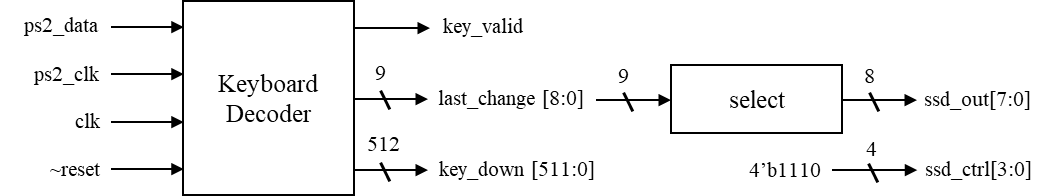 ps2_data
ps2_clk
clk
~reset
Keyboard
Decoder
key_valid
9
last_change [8:0]
512
key_down [511:0]
9
select
8
ssd_out[7:0]
4'b1110
4
ssd_ctrl[3:0]